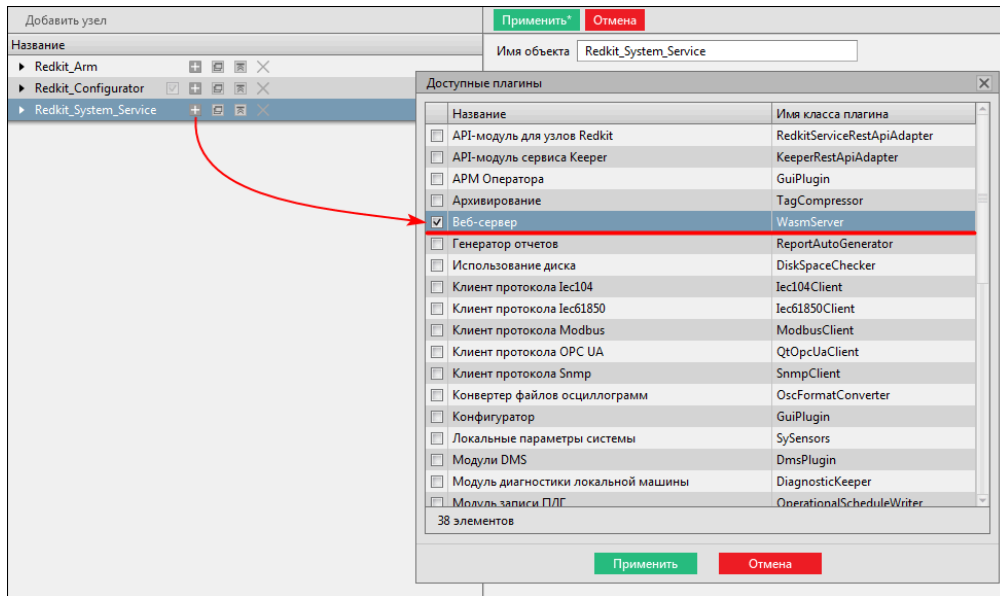 Добавить узел
Применить* Отмена
Название
Имя объекта Redkit_System_Service
Redkit_Arm
Redkit_Configurator
Redkit_System_Service
Доступные плагины
Название Имя класса плагина
API-модуль для узлов Redkit RedkitServiceRestApiAdapter
API-модуль сервиса Keeper KeeperRestApiAdapter
АРМ Оператора GuiPlugin
Архивирование TagCompressor
Веб-сервер WasmServer
Генератор отчетов ReportAutoGenerator
Использование диска DiskSpaceChecker
Клиент протокола Iec104 Iec104Client
Клиент протокола Iec61850 Iec61850Client
Клиент протокола Modbus ModbusClient
Клиент протокола OPC UA QtOpcUaClient
Клиент протокола Snmp SnmpClient
Конвертер файлов осциллограмм OscFormatConverter
Конфигуратор GuiPlugin
Локальные параметры системы SySensors
Модули DMS DmsPlugin
Модуль диагностики локальной машины DiagnosticKeeper
Модуль записи ПДГ OperationalScheduleWriter
38 элементов
Применить Отмена